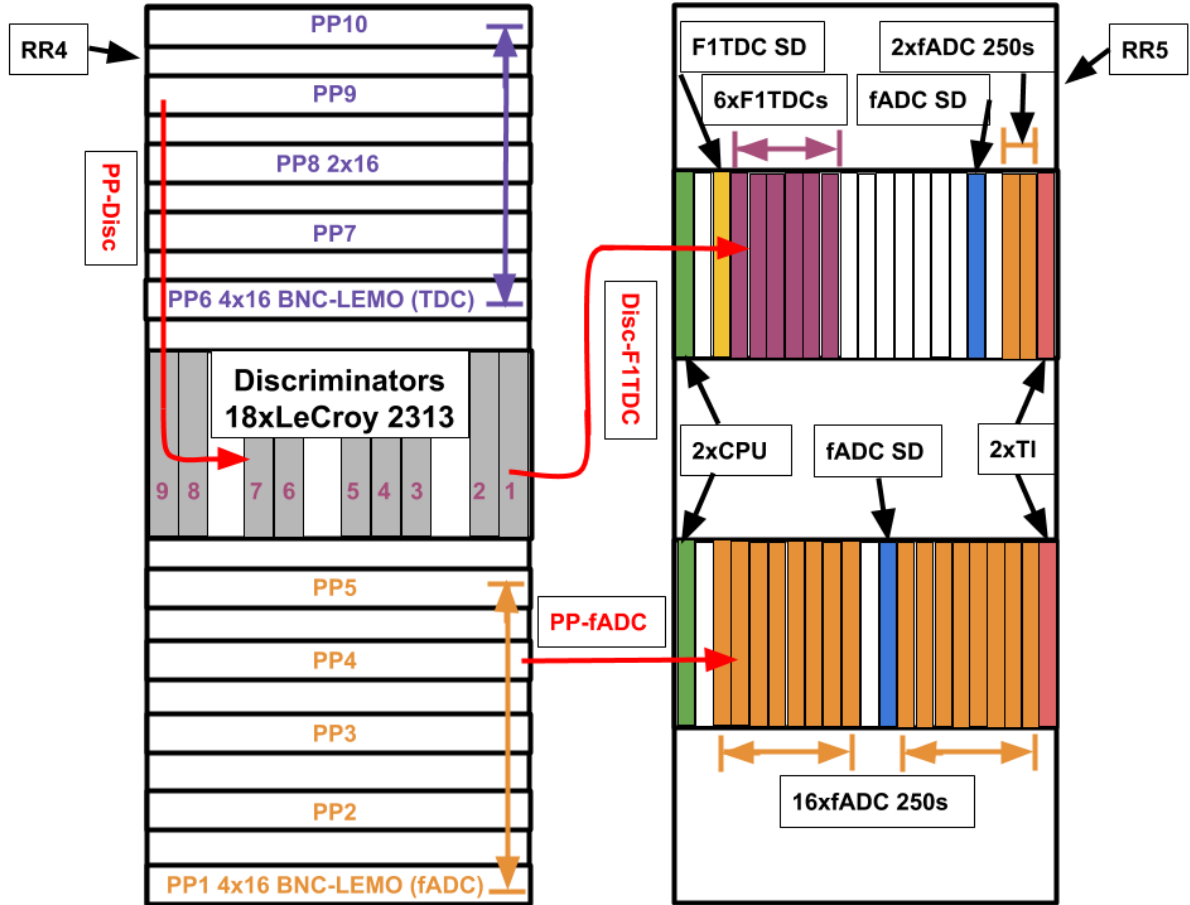 RR4
PP10
PP9
PP-Disc
PP8 2x16
PP7
PP6 4x16 BNC-LEMO (TDC)
Discriminators
18xLeCroy 2313
9 8 7 6 5 4 3 2 1
PP5
PP4
PP3
PP2
PP1 4x16 BNC-LEMO (fADC)
Disc-F1TDC
PP-fADC
F1TDC SD
2xfADC 250s
RR5
6xF1TDCs
fADC SD
2xCPU
fADC SD
2xTI
16xfADC 250s